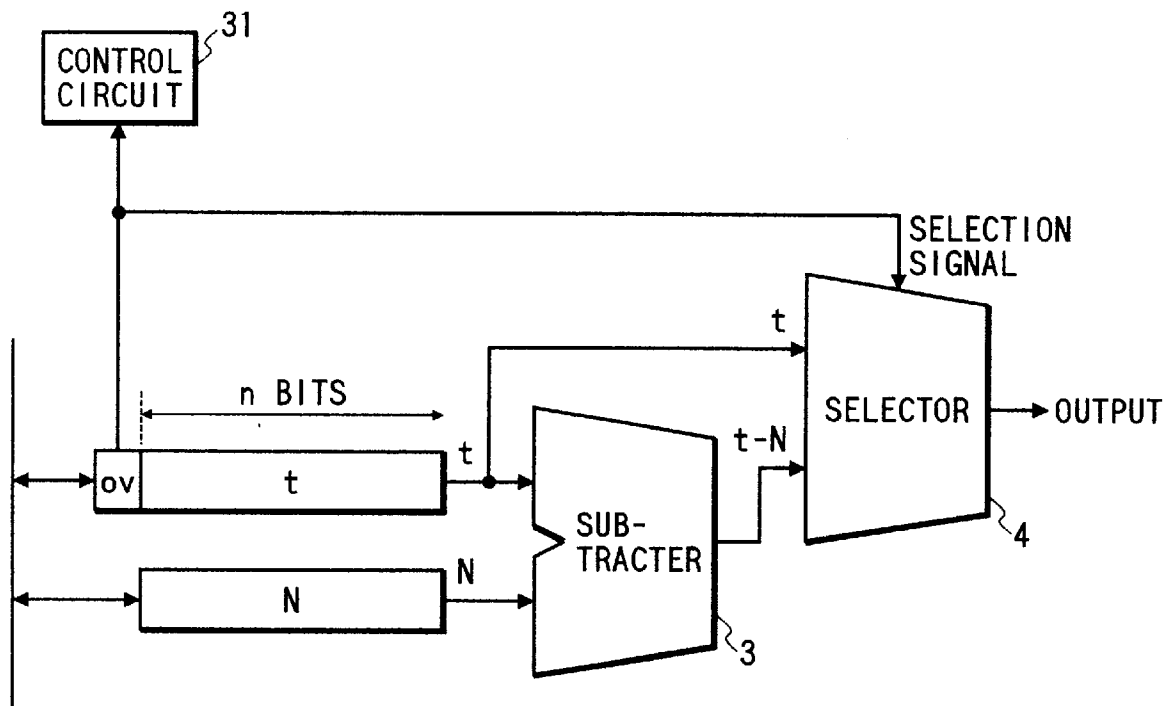 31
CONTROL
CIRCUIT
SELECTION
SIGNAL
t
n BITS
SELECTOR
OUTPUT
t-N
t
ov
t
SUB-
TRACTER
4
N
N
3